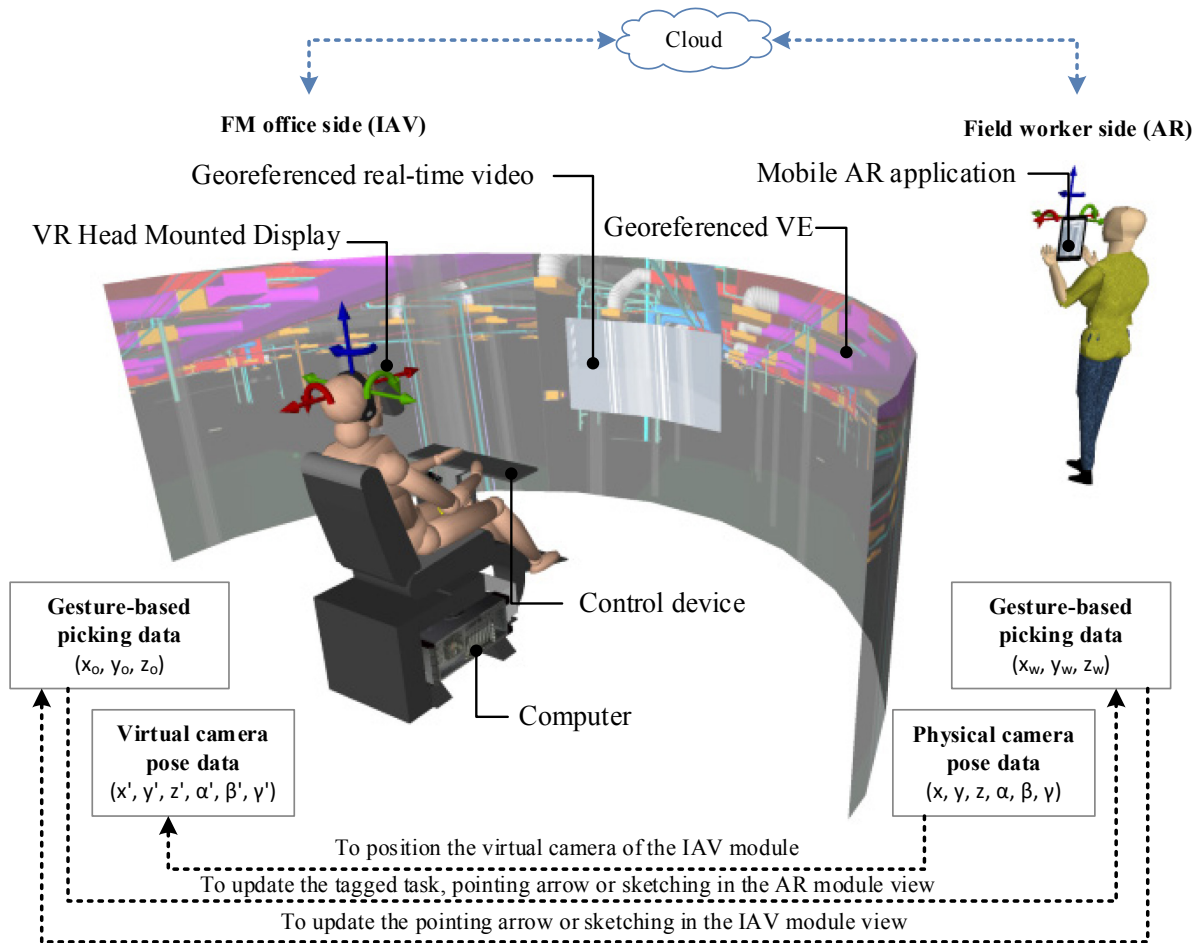 Cloud
FM office side (IAV)
Field worker side (AR)
Georeferenced real-time video
Mobile AR application
VR Head Mounted Display
Georeferenced VE
Control device
Computer
Gesture-based
picking data
(xₒ, yₒ, zₒ)
Virtual camera
pose data
(x', y', z', α', β', γ')
Gesture-based
picking data
(x_w, y_w, z_w)
Physical camera
pose data
(x, y, z, α, β, γ)
To position the virtual camera of the IAV module
To update the tagged task, pointing arrow or sketching in the AR module view
To update the pointing arrow or sketching in the IAV module view